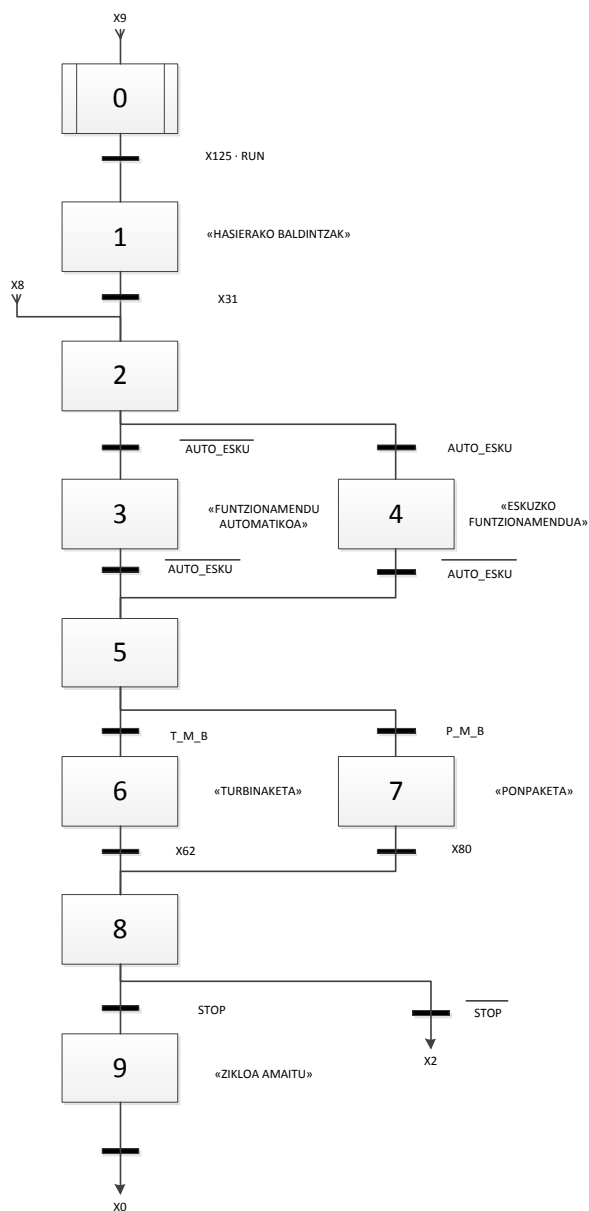 X9
0
X125 · RUN
1
«HASIERAKO BALDINTZAK»
X8
X31
2
AUTO_ESKU
AUTO_ESKU
3
«FUNTZIONAMENDU
AUTOMATIKOA»
4
«ESKUZKO
FUNTZIONAMENDUA»
AUTO_ESKU
AUTO_ESKU
5
T_M_B
P_M_B
6
«TURBINAKETA»
7
«PONPAKETA»
X62
X80
8
STOP
STOP
X2
9
«ZIKLOA AMAITU»
X0